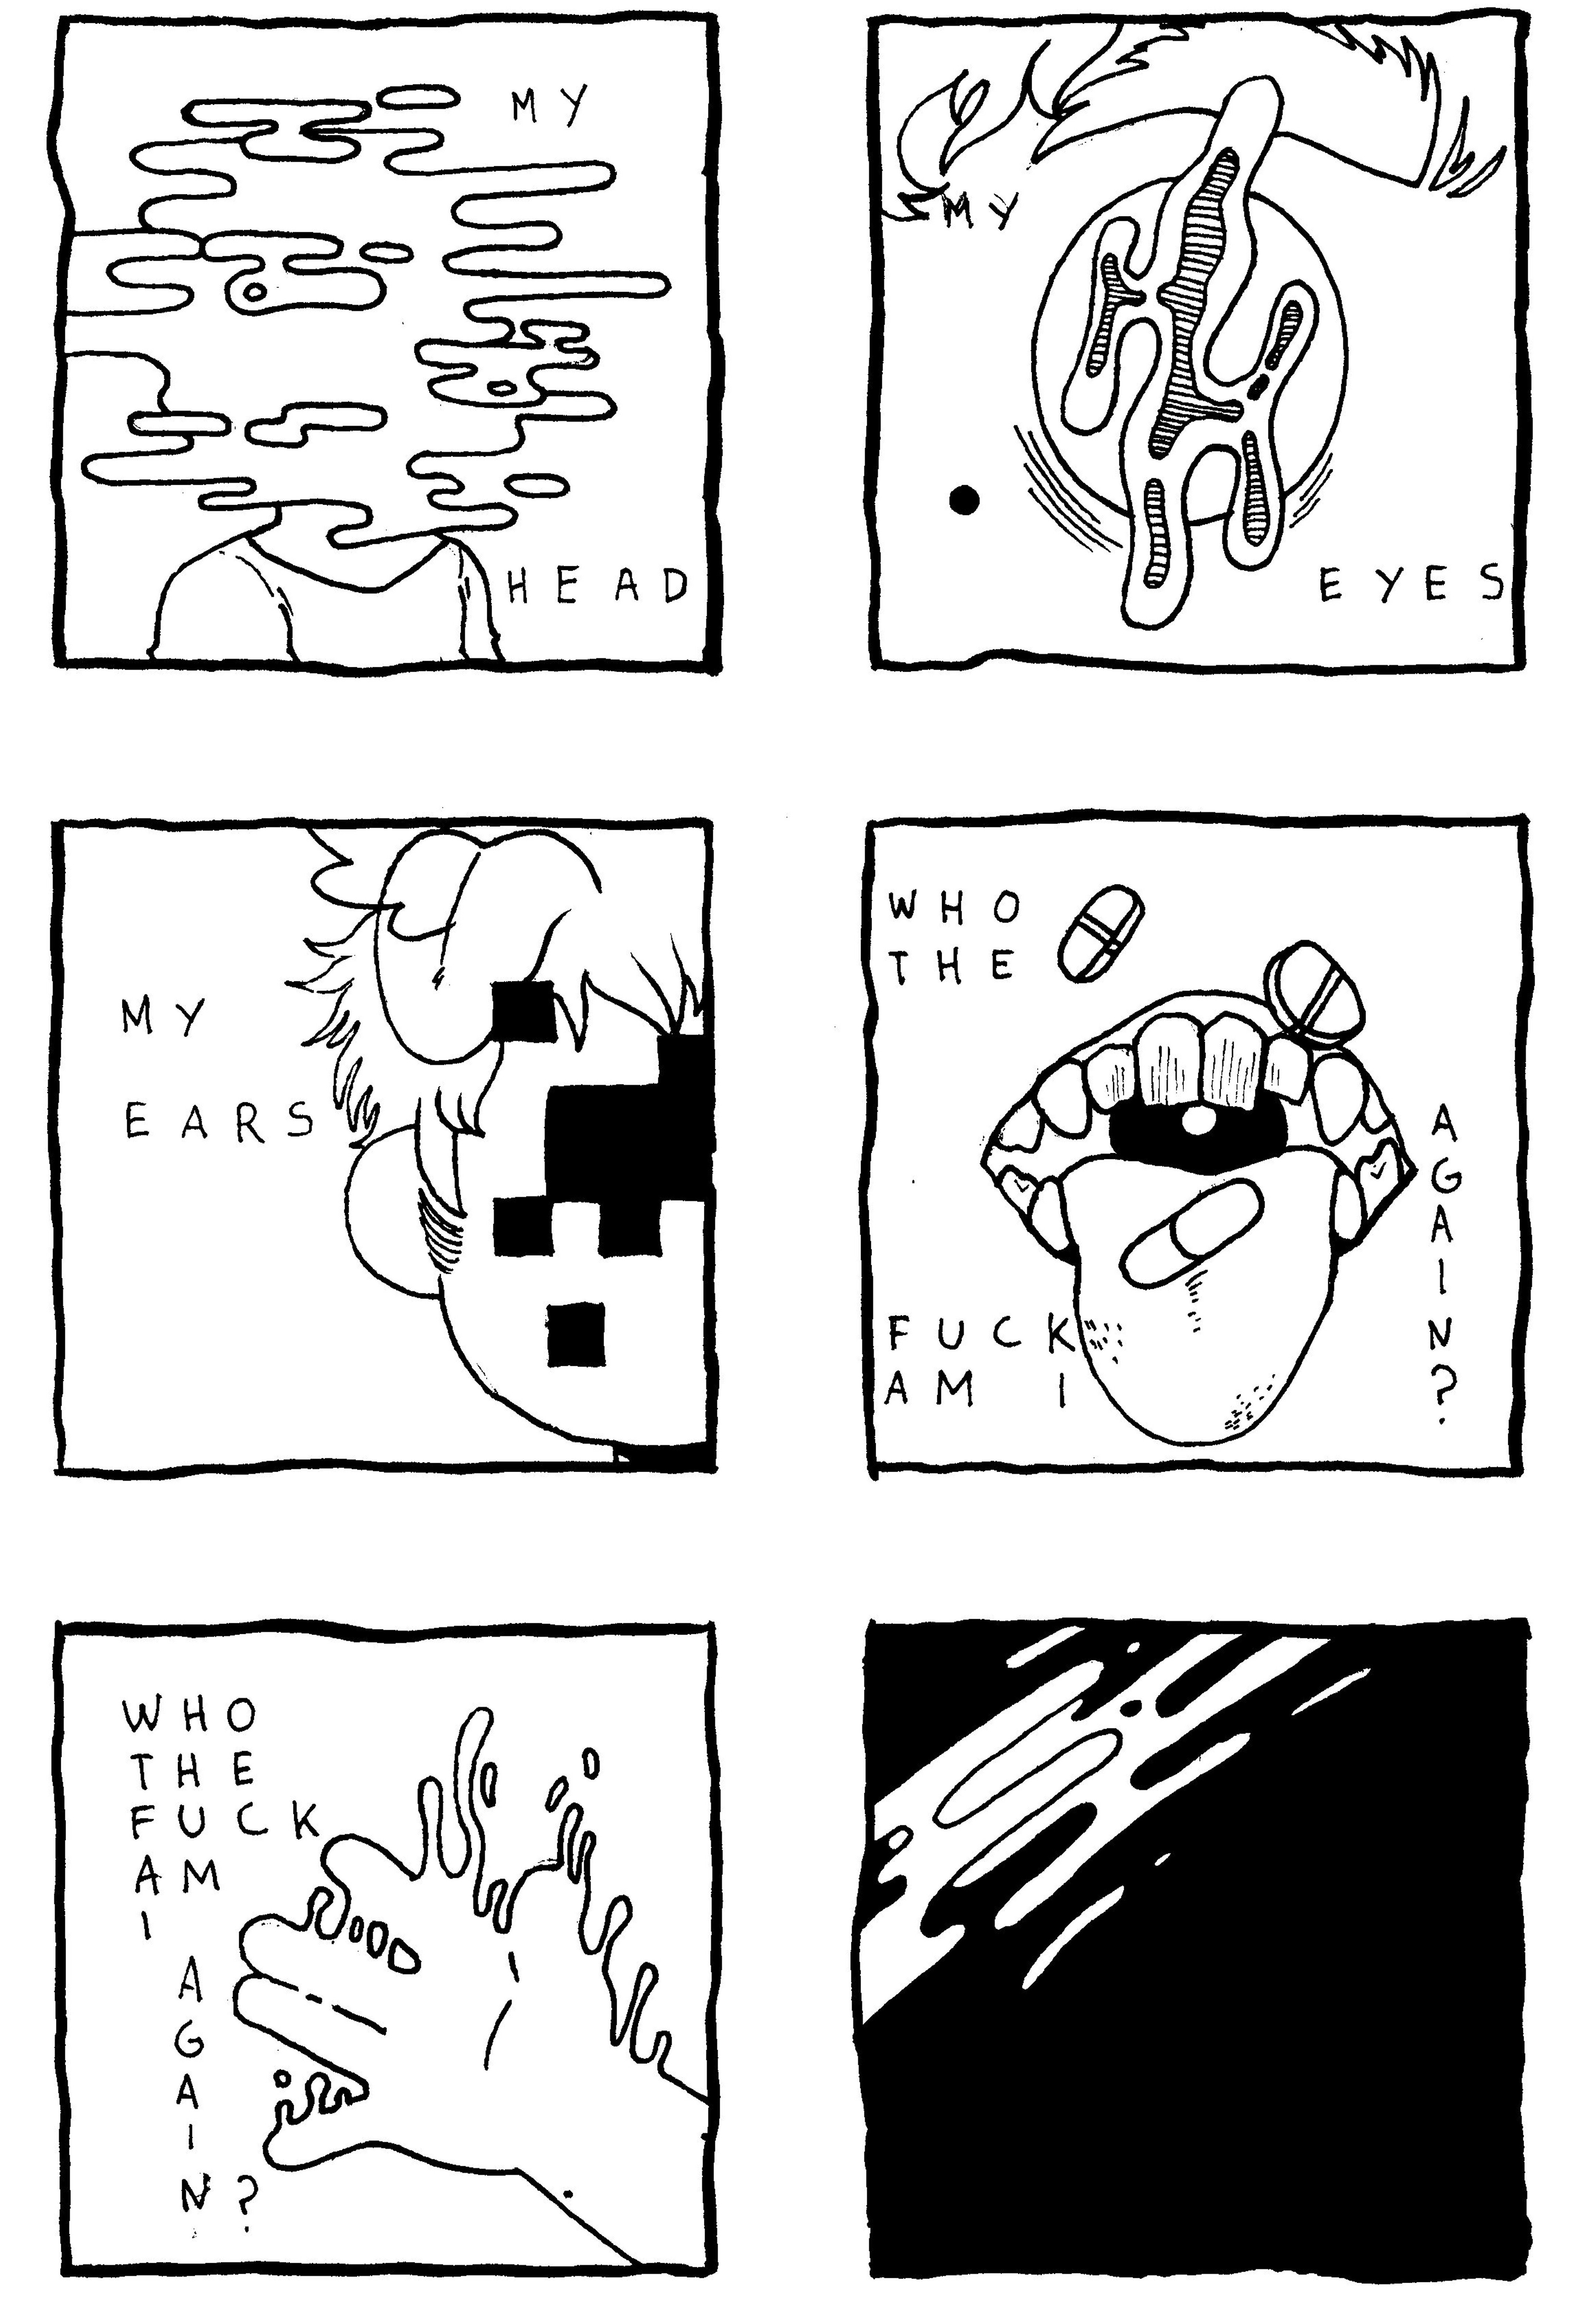 MY
HEAD
MY
EYES
MY
EARS
WHO
THE
FUCK
AM I
AGAIN?
WHO
THE
FUCK
AM
I
AGAIN?